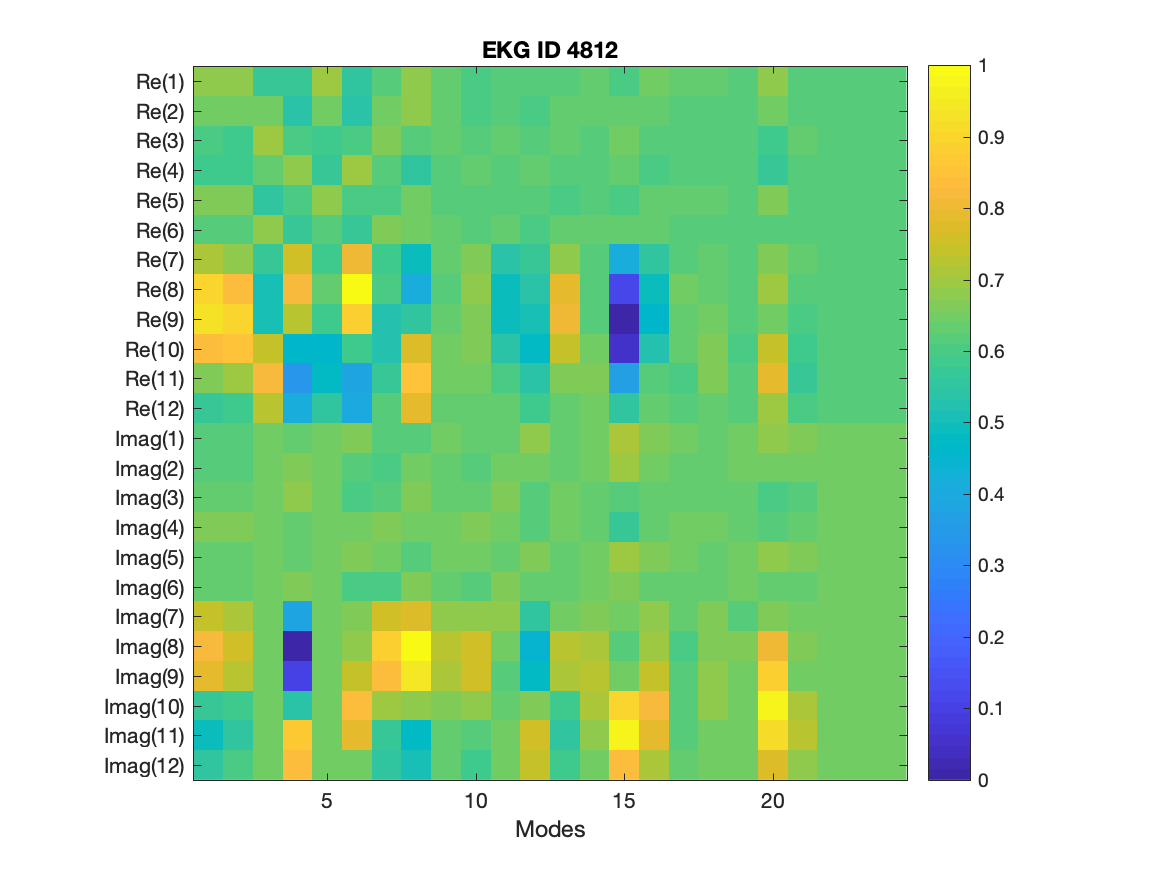 EKG ID 4812
Re(1)
Re(2)
Re(3)
Re(4)
Re(5)
Re(6)
Re(7)
Re(8)
Re(9)
Re(10)
Re(11)
Re(12)
Imag(1)
Imag(2)
Imag(3)
Imag(4)
Imag(5)
Imag(6)
Imag(7)
Imag(8)
Imag(9)
Imag(10)
Imag(11)
Imag(12)
5 10 15 20
Modes
1
0.9
0.8
0.7
0.6
0.5
0.4
0.3
0.2
0.1
0